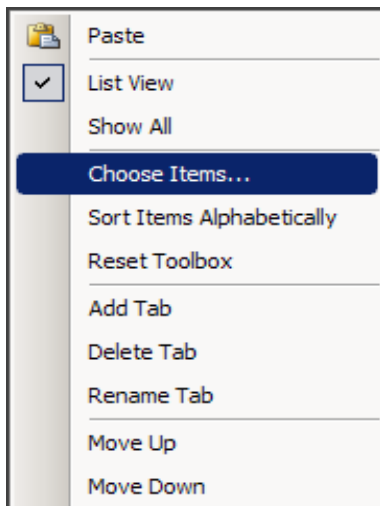 Paste
List View
Show All
Choose Items...
Sort Items Alphabetically
Reset Toolbox
Add Tab
Delete Tab
Rename Tab
Move Up
Move Down